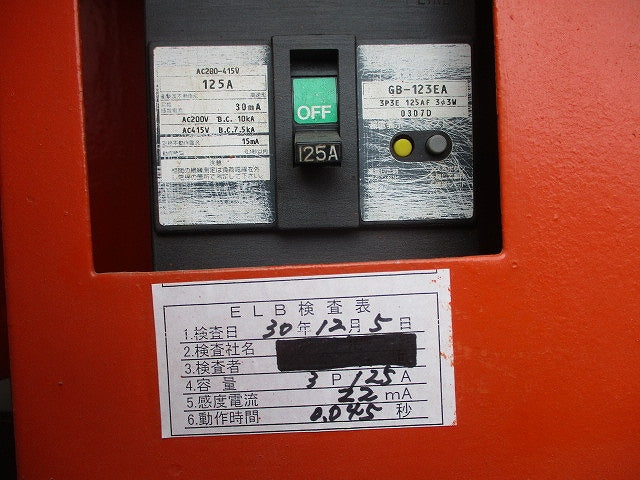 AC200-415V
125A
30mA
AC200V B.C. 10kA
AC415V B.C. 7.5kA
15mA
注意
OFF
125A
GB-123EA
3P3E 125AF 3φ3W
0307D
ELB検査表
1.検査日 30年12月5日
2.検査社名
3.検査者
4.容量 3P125A
5.感度電流 22mA
6.動作時間 0.045秒